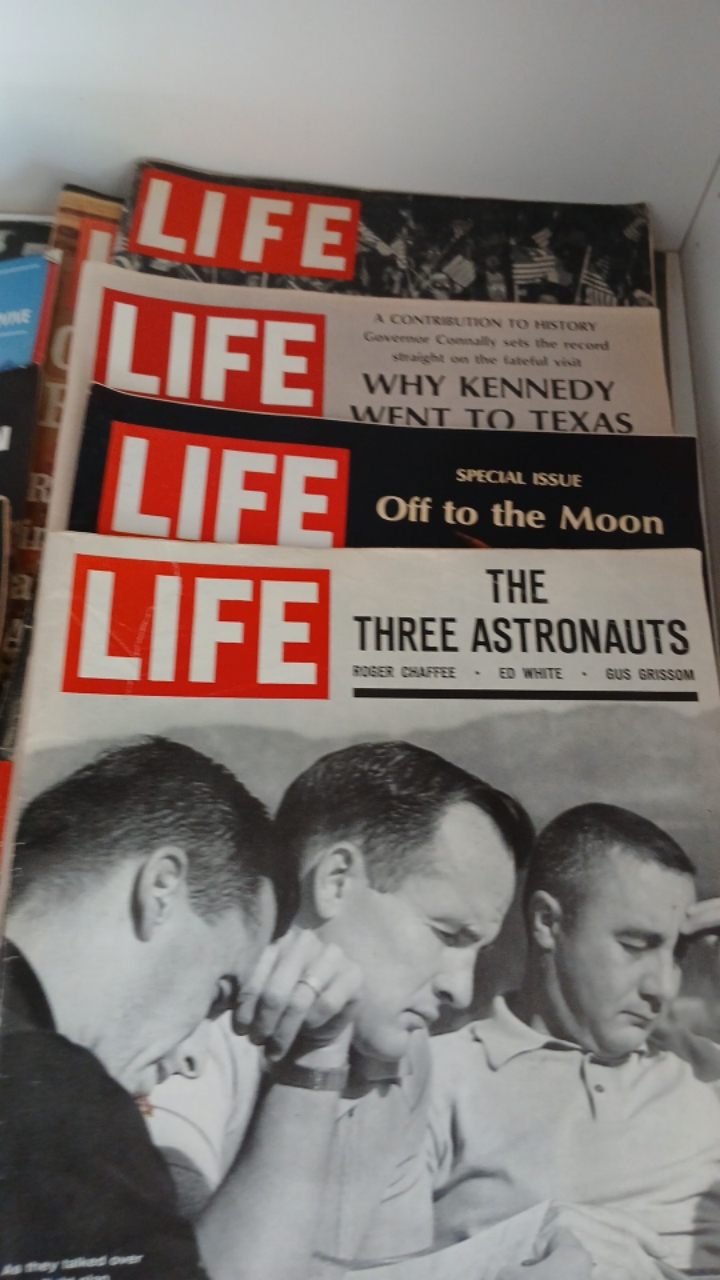 LIFE
LIFE
A CONTRIBUTION TO HISTORY
Governor Connally sets the record
straight on the fateful visit
WHY KENNEDY
WENT TO TEXAS
LIFE
SPECIAL ISSUE
Off to the Moon
LIFE
THE
THREE ASTRONAUTS
ROGER CHAFFEE · ED WHITE · GUS GRISSOM
As they talked over